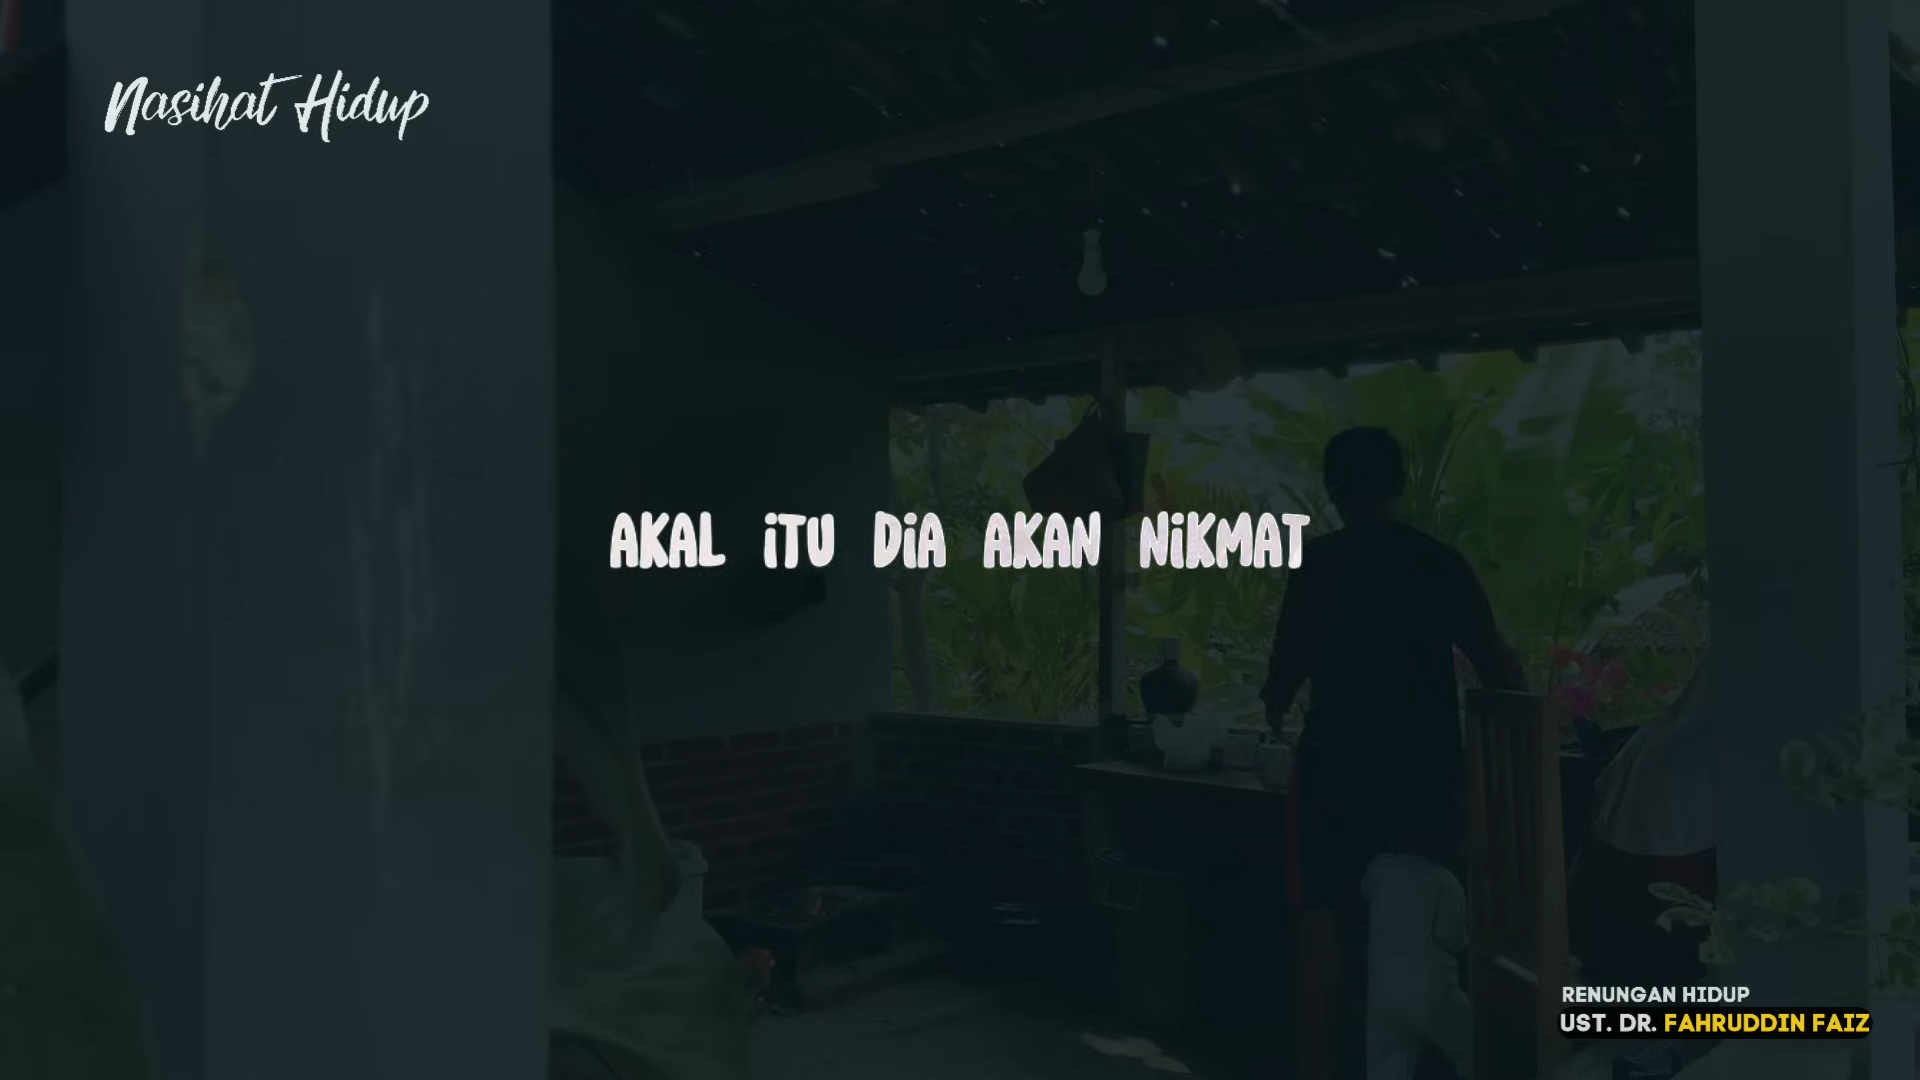 Nasihat Hidup
AKAL iTU DiA AKAN NiKMAT
RENUNGAN HIDUP
UST. DR. FAHRUDDIN FAIZ